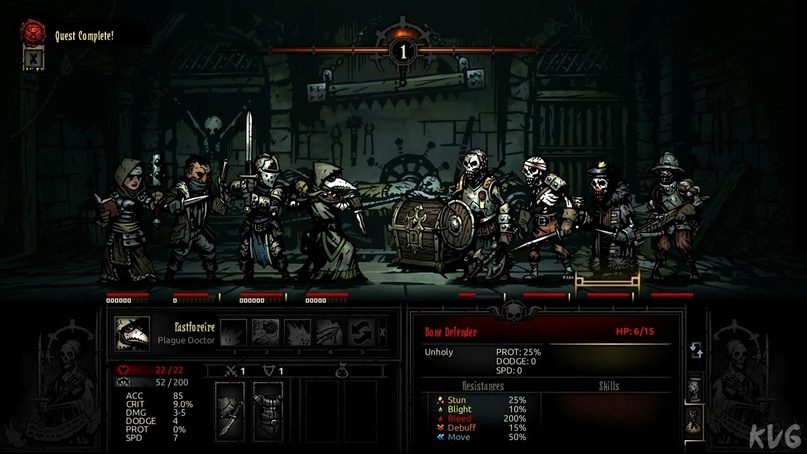 Quest Complete!
X
1
Eastforeire
Plague Doctor
X
22 / 22
52 / 200
1
1
ACC 85
CRIT 9.0%
DMG 3-5
DODGE 4
PROT 0%
SPD 7
Bone Defender
HP: 6/15
Unholy
PROT: 25%
DODGE: 0
SPD: 0
Resistances
Skills
Stun 25%
Blight 10%
Bleed 200%
Debuff 15%
Move 50%
KVG